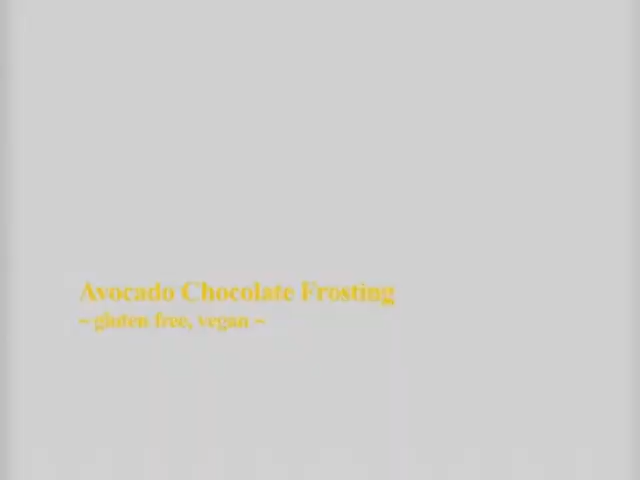 Avocado Chocolate Frosting
~ gluten free, vegan ~